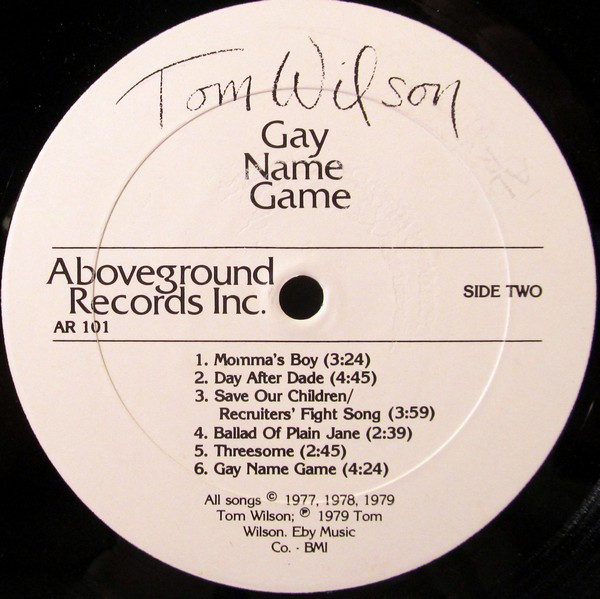 Tom Wilson
Gay
Name
Game
Aboveground
Records Inc.
AR 101
SIDE TWO
1. Momma's Boy (3:24)
2. Day After Dade (4:45)
3. Save Our Children/
Recruiters' Fight Song (3:59)
4. Ballad Of Plain Jane (2:39)
5. Threesome (2:45)
6. Gay Name Game (4:24)
All songs © 1977, 1978, 1979
Tom Wilson; ℗ 1979 Tom
Wilson. Eby Music
Co. - BMI